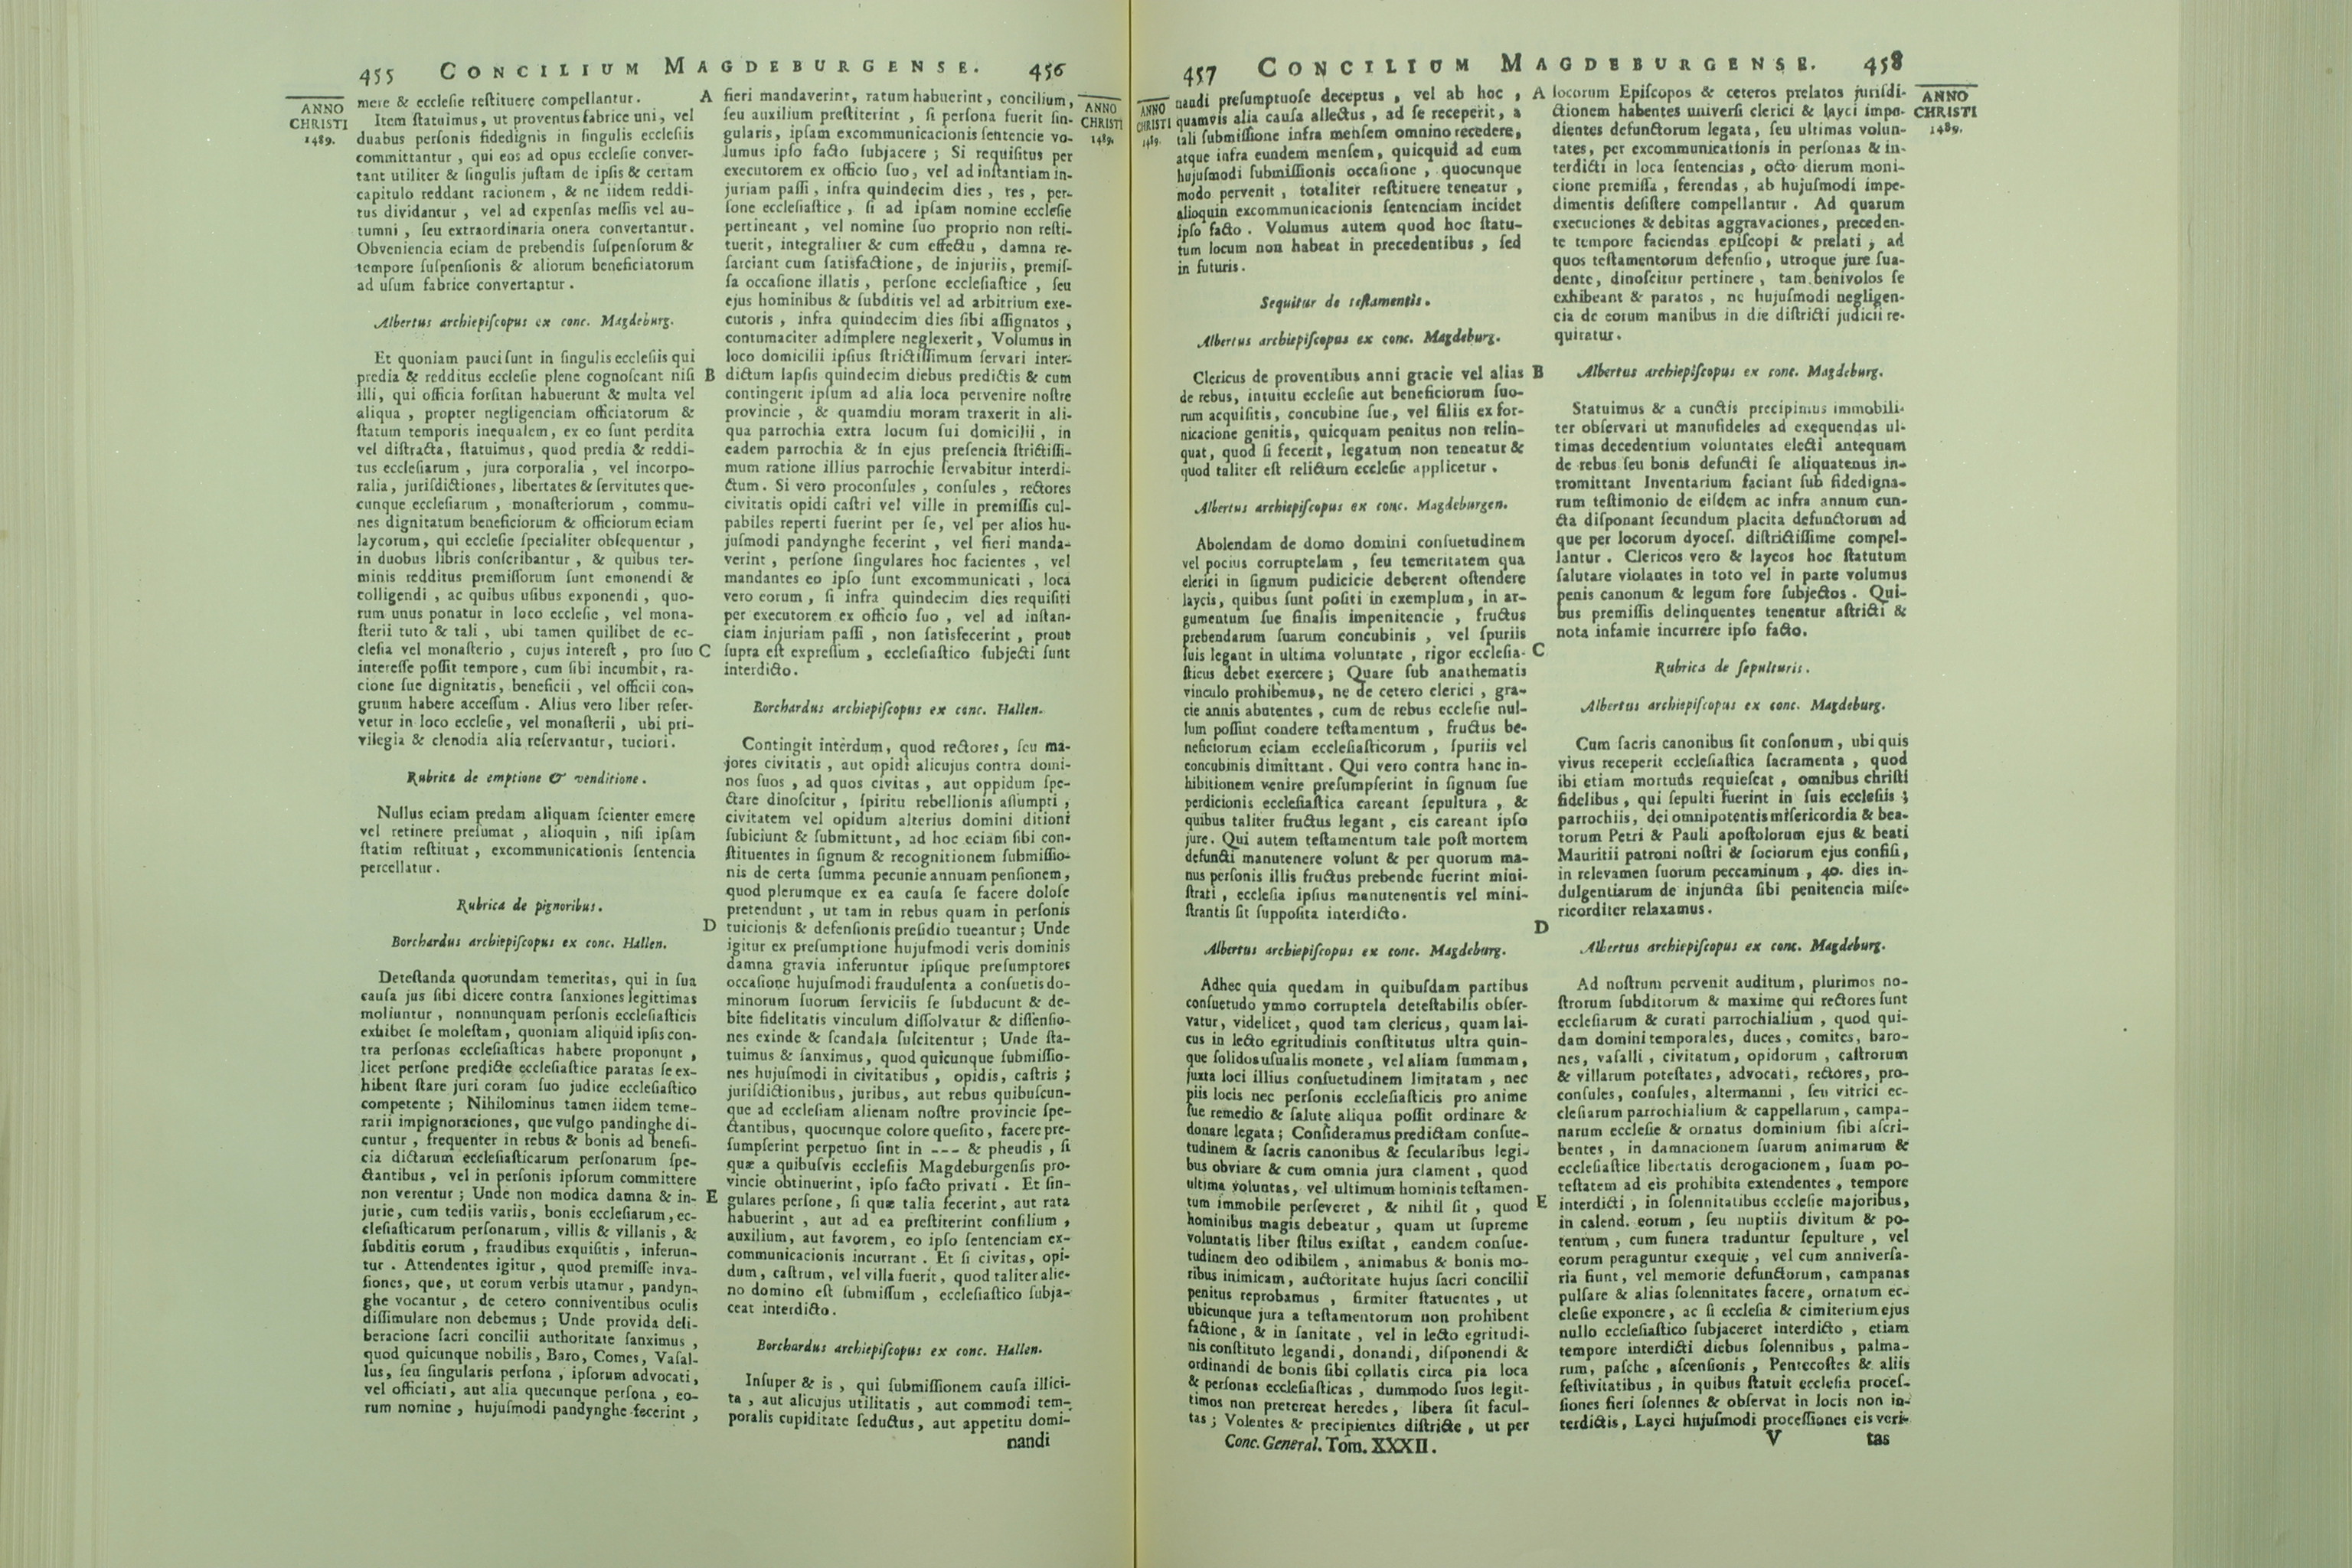 455 CONCILIUM MAGDEBURGENSE. 456
ANNO
CHRISTI
1489.
mere & ecclesie restituere compellantur.
Item statuimus, ut proventus fabrice uni, vel
duabus personis fidedignis in singulis ecclesiis
committantur, qui eos ad opus ecclesie conver-
tant utiliter & singulis justam de ipsis & certam
capitulo reddant racionem, & ne iidem reddi-
tus dividantur, vel ad expensas messis vel au-
tumni, seu extraordinaria onera convertantur.
Obveniencia eciam de prebendis suspensorum &
tempore suspensionis & aliorum beneficiatorum
ad usum fabrice convertantur.
Albertus archiepiscopus ex conc. Magdeburg.
Et quoniam pauci sunt in singulis ecclesiis qui
predia & redditus ecclesie plene cognoscant nisi
illi, qui officia forsitan habuerunt & multa vel
aliqua, propter negligenciam officiatorum &
statum temporis inequalem, ex eo sunt perdita
vel distracta, statuimus, quod predia & reddi-
tus ecclesiarum, jura corporalia, vel incorpo-
ralia, jurisdictiones, libertates & servitutes que-
cunque ecclesiarum, monasteriorum, commu-
nes dignitatum beneficiorum & officiorum eciam
laycorum, qui ecclesie specialiter obsequentur,
in duobus libris conscribantur, & quibus ter-
minis redditus premissorum sunt emonendi &
colligendi, ac quibus usibus exponendi, quo-
rum unus ponatur in loco ecclesie, vel mona-
sterii tuto & tali, ubi tamen quilibet de ec-
clesia vel monasterio, cujus interest, pro suo
interesse possit tempore, cum sibi incumbit, ra-
cione sue dignitatis, beneficii, vel officii con-
gruum habere accessum. Alius vero liber reser-
vetur in loco ecclesie, vel monasterii, ubi pri-
vilegia & clenodia alia reservantur, tuciori.
Rubrica de emptione & venditione.
Nullus eciam predam aliquam scienter emere
vel retinere presumat, alioquin, nisi ipsam
statim restituat, excommunicationis sentencia
percellatur.
Rubrica de pignoribus.
Borchardus archiepiscopus ex conc. Hallen.
Detestanda quorundam temeritas, qui in sua
causa jus sibi dicere contra sanxiones legittimas
moliuntur, nonnunquam personis ecclesiasticis
exhibet se molestam, quoniam aliquid ipsis con-
tra personas ecclesiasticas habere proponunt,
licet persone predicte ecclesiastice paratas se ex-
hibent stare juri coram suo judice ecclesiastico
competente; Nihilominus tamen iidem teme-
rarii impignoraciones, que vulgo pandinghe di-
cuntur, frequenter in rebus & bonis ad benefi-
cia dictarum ecclesiasticarum personarum spe-
ctantibus, vel in personis ipsorum committere
non verentur; Unde non modica damna & in-
jurie, cum tediis variis, bonis ecclesiarum, ec-
clesiasticarum personarum, villis & villanis, &
subditis eorum, fraudibus exquisitis, inferun-
tur. Attendentes igitur, quod premisse inva-
siones, que, ut eorum verbis utamur, pandyn-
ghe vocantur, de cetero conniventibus oculis
dissimulare non debemus; Unde provida deli-
beracione sacri concilii authoritate sanximus,
quod quicunque nobilis, Baro, Comes, Vasal-
lus, seu singularis persona, ipsorum advocati,
vel officiati, aut alia quecunque persona, eo-
rum nomine, hujusmodi pandynghe fecerint,
A
B
C
D
E
fieri mandaverint, ratum habuerint, concilium,
seu auxilium prestiterint, si persona fuerit sin-
gularis, ipsam excommunicacionis sentencie vo-
lumus ipso facto subjacere; Si requisitus per
executorem ex officio suo, vel ad instantiam in-
juriam passi, infra quindecim dies, res, per-
sone ecclesiastice, si ad ipsam nomine ecclesie
pertineant, vel nomine suo proprio non resti-
tuerit, integraliter & cum effectu, damna re-
sarciant cum satisfactione, de injuriis, premis-
sa occasione illatis, persone ecclesiastice, seu
ejus hominibus & subditis vel ad arbitrium exe-
cutoris, infra quindecim dies sibi assignatos,
contumaciter adimplere neglexerit, Volumus in
loco domicilii ipsius strictissimum servari inter-
dictum lapsis quindecim diebus predictis & cum
contingerit ipsum ad alia loca pervenire nostre
provincie, & quamdiu moram traxerit in ali-
qua parrochia extra locum sui domicilii, in
eadem parrochia & in ejus presencia strictissi-
mum ratione illius parrochie servabitur interdi-
ctum. Si vero proconsules, consules, rectores
civitatis opidi castri vel ville in premissis cul-
pabiles reperti fuerint per se, vel per alios hu-
jusmodi pandynghe fecerint, vel fieri manda-
verint, persone singulares hoc facientes, vel
mandantes eo ipso sunt excommunicati, loca
vero eorum, si infra quindecim dies requisiti
per executorem ex officio suo, vel ad instan-
ciam injuriam passi, non satisfecerint, prout
supra est expressum, ecclesiastico subjecti sunt
interdicto.
Borchardus archiepiscopus ex conc. Hallen.
Contingit interdum, quod rectores, seu ma-
jores civitatis, aut opidi alicujus contra domi-
nos suos, ad quos civitas, aut oppidum spe-
ctare dinoscitur, spiritu rebellionis assumpti,
civitatem vel opidum alterius domini ditioni
subiciunt & submittunt, ad hoc eciam sibi con-
stituentes in signum & recognitionem submissio-
nis de certa summa pecunie annuam pensionem,
quod plerumque ex ea causa se facere dolose
pretendunt, ut tam in rebus quam in personis
tuicionis & defensionis presidio tueantur; Unde
igitur ex presumptione hujusmodi veris dominis
damna gravia inferuntur ipsique presumptores
occasione hujusmodi fraudulenta a consuetis do-
minorum suorum serviciis se subducunt & de-
bite fidelitatis vinculum dissolvatur & dissensio-
nes exinde & scandala suscitentur; Unde sta-
tuimus & sanximus, quod quicunque submissio-
nes hujusmodi in civitatibus, opidis, castris;
jurisdictionibus, juribus, aut rebus quibuscun-
que ad ecclesiam alienam nostre provincie spe-
ctantibus, quocunque colore quesito, facere pre-
sumpserint perpetuo sint in --- & pheudis, si
quæ a quibusvis ecclesiis Magdeburgensis pro-
vincie obtinuerint, ipso facto privati. Et sin-
gulares persone, si quæ talia fecerint, aut rata
habuerint, aut ad ea prestiterint consilium,
auxilium, aut favorem, eo ipso sentenciam ex-
communicacionis incurrant. Et si civitas, opi-
dum, castrum, vel villa fuerit, quod taliter alie-
no domino est submissum, ecclesiastico subja-
ceat interdicto.
Borchardus archiepiscopus ex conc. Hallen.
Insuper & is, qui submissionem causa illici-
ta, aut alicujus utilitatis, aut commodi tem-
poralis cupiditate seductus, aut appetitu domi-
nandi
ANNO
CHRISTI
1489.
457 CONCILIUM MAGDEBURGENSE. 458
ANNO
CHRISTI
1489.
nandi presumptuose deceptus, vel ab hoc,
quamvis alia causa allectus, ad se receperit, a
tali submissione infra mensem omnino recedere,
atque infra eundem mensem, quicquid ad eum
hujusmodi submissionis occasione, quocunque
modo pervenit, totaliter restituere teneatur,
alioquin excommunicacionis sentenciam incidet
ipso facto. Volumus autem quod hoc statu-
tum locum non habeat in precedentibus, sed
in futuris.
Sequitur de testamentis.
Albertus archiepiscopus ex conc. Magdeburg.
Clericus de proventibus anni gracie vel alias
de rebus, intuitu ecclesie aut beneficiorum suo-
rum acquisitis, concubine sue, vel filiis ex for-
nicacione genitis, quicquam penitus non relin-
quat, quod si fecerit, legatum non teneatur &
quod taliter est relictum ecclesie applicetur.
Albertus archiepiscopus ex conc. Magdeburgen.
Abolendam de domo domini consuetudinem
vel pocius corruptelam, seu temeritatem qua
clerici in signum pudicicie deberent ostendere
laycis, quibus sunt positi in exemplum, in ar-
gumentum sue finalis impenitencie, fructus
prebendarum suarum concubinis, vel spuriis
suis legant in ultima voluntate, rigor ecclesia-
sticus debet exercere; Quare sub anathematis
vinculo prohibemus, ne de cetero clerici, gra-
cie annis abutentes, cum de rebus ecclesie nul-
lum possint condere testamentum, fructus be-
neficiorum eciam ecclesiasticorum, spuriis vel
concubinis dimittant. Qui vero contra hanc in-
hibitionem venire presumpserint in signum sue
perdicionis ecclesiastica careant sepultura, &
quibus taliter fructus legant, eis careant ipso
jure. Qui autem testamentum tale post mortem
defuncti manutenere volunt & per quorum ma-
nus personis illis fructus prebende fuerint mini-
strati, ecclesia ipsius manutenentis vel mini-
strantis sit supposita interdicto.
Albertus archiepiscopus ex conc. Magdeburg.
Adhec quia quedam in quibusdam partibus
consuetudo ymmo corruptela detestabilis obser-
vatur, videlicet, quod tam clericus, quam lai-
cus in lecto egritudinis constitutus ultra quin-
que solidos usualis monete, vel aliam summam,
juxta loci illius consuetudinem limitatam, nec
piis locis nec personis ecclesiasticis pro anime
sue remedio & salute aliqua possit ordinare &
donare legata; Consideramus predictam consue-
tudinem & sacris canonibus & secularibus legi-
bus obviare & cum omnia jura clament, quod
ultima voluntas, vel ultimum hominis testamen-
tum immobile perseveret, & nihil sit, quod
hominibus magis debeatur, quam ut supreme
voluntatis liber stilus existat, eandem consue-
tudinem deo odibilem, animabus & bonis mo-
ribus inimicam, auctoritate hujus sacri concilii
penitus reprobamus, firmiter statuentes, ut
ubicunque jura a testamentorum non prohibent
factione, & in sanitate, vel in lecto egritudi-
nis constituto legandi, donandi, disponendi &
ordinandi de bonis sibi collatis circa pia loca
& personas ecclesiasticas, dummodo suos legit-
timos non pretereat heredes, libera sit facul-
tas; Volentes & precipientes districte, ut per
Conc. General. Tom. XXXII.
A
B
C
D
E
locorum Episcopos & ceteros prelatos jurisdi-
ctionem habentes universi clerici & layci impe-
dientes defunctorum legata, seu ultimas volun-
tates, per excommunicationis in personas & in-
terdicti in loca sentencias, octo dierum moni-
cione premissa, ferendas, ab hujusmodi impe-
dimentis desistere compellantur. Ad quarum
execuciones & debitas aggravaciones, preceden-
te tempore faciendas episcopi & prelati, ad
quos testamentorum defensio, utroque jure sua-
dente, dinoscitur pertinere, tam benivolos se
exhibeant & paratos, ne hujusmodi negligen-
cia de eorum manibus in die districti judicii re-
quiratur.
Albertus archiepiscopus ex conc. Magdeburg.
Statuimus & a cunctis precipimus immobili-
ter observari ut manufideles ad exequendas ul-
timas decedentium voluntates electi antequam
de rebus seu bonis defuncti se aliquatenus in-
tromittant Inventarium faciant sub fidedigna-
rum testimonio de eisdem ac infra annum cun-
cta disponant secundum placita defunctorum ad
que per locorum dyoces. districtissime compel-
lantur. Clericos vero & laycos hoc statutum
salutare violantes in toto vel in parte volumus
penis canonum & legum fore subjectos. Qui-
bus premissis delinquentes tenentur astricti &
nota infamie incurrere ipso facto.
Rubrica de sepulturis.
Albertus archiepiscopus ex conc. Magdeburg.
Cum sacris canonibus sit consonum, ubi quis
vivus receperit ecclesiastica sacramenta, quod
ibi etiam mortuus requiescat, omnibus christi
fidelibus, qui sepulti fuerint in suis ecclesiis;
parrochiis, dei omnipotentis misericordia & bea-
torum Petri & Pauli apostolorum ejus & beati
Mauritii patroni nostri & sociorum ejus confisi,
in relevamen suorum peccaminum, 40. dies in-
dulgentiarum de injuncta sibi penitencia mise-
ricorditer relaxamus.
Albertus archiepiscopus ex conc. Magdeburg.
Ad nostrum pervenit auditum, plurimos no-
strorum subditorum & maxime qui rectores sunt
ecclesiarum & curati parrochialium, quod qui-
dam domini temporales, duces, comites, baro-
nes, vasalli, civitatum, opidorum, castrorum
& villarum potestates, advocati, rectores, pro-
consules, consules, altermanni, seu vitrici ec-
clesiarum parrochialium & cappellarum, campa-
narum ecclesie & ornatus dominium sibi ascri-
bentes, in damnacionem suarum animarum &
ecclesiastice libertatis derogacionem, suam po-
testatem ad eis prohibita extendentes, tempore
interdicti, in solennitatibus ecclesie majoribus,
in calend. eorum, seu nuptiis divitum & po-
tentum, cum funera traduntur sepulture, vel
eorum peraguntur exequie, vel cum anniversa-
ria fiunt, vel memorie defunctorum, campanas
pulsare & alias solennitates facere, ornatum ec-
clesie exponere, ac si ecclesia & cimiterium ejus
nullo ecclesiastico subjaceret interdicto, etiam
tempore interdicti diebus solennibus, palma-
rum, pasche, ascensionis, Pentecostes & aliis
festivitatibus, in quibus statuit ecclesia proces-
siones fieri solennes & observat in locis non in-
terdictis, Layci hujusmodi processiones eis veri-
V tas
ANNO
CHRISTI
1489.